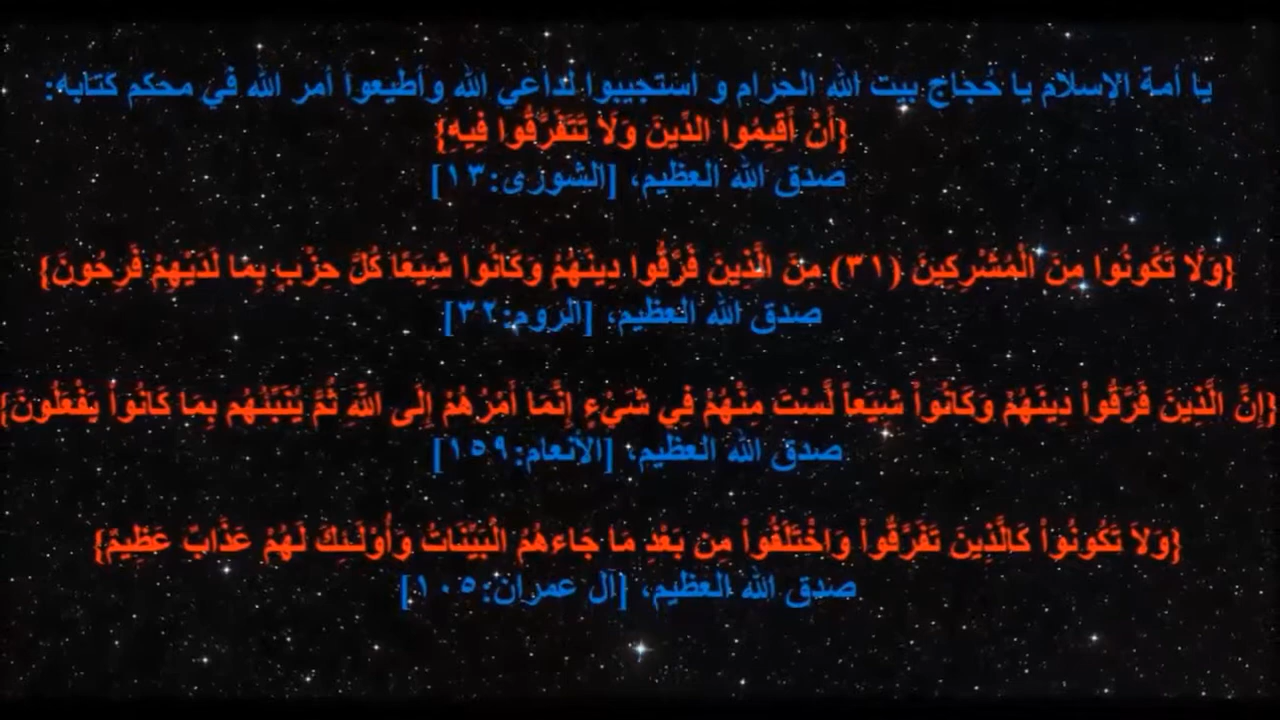 يا أمة الإسلام يا حُجاج بيت الله الحرام و استجيبوا لداعي الله وأطيعوا أمر الله في محكم كتابه:
{أَنْ أَقِيمُوا الدِّينَ وَلَا تَتَفَرَّقُوا فِيهِ}
صدق الله العظيم، [الشورى:١٣]
{وَلَا تَكُونُوا مِنَ الْمُشْرِكِينَ (٣١) مِنَ الَّذِينَ فَرَّقُوا دِينَهُمْ وَكَانُوا شِيَعًا كُلُّ حِزْبٍ بِمَا لَدَيْهِمْ فَرِحُونَ}
صدق الله العظيم، [الروم:٣٢]
{إِنَّ الَّذِينَ فَرَّقُواْ دِينَهُمْ وَكَانُواْ شِيَعاً لَّسْتَ مِنْهُمْ فِي شَيْءٍ إِنَّمَا أَمْرُهُمْ إِلَى اللّهِ ثُمَّ يُنَبِّئُهُم بِمَا كَانُواْ يَفْعَلُونَ}
صدق الله العظيم، [الأنعام:١٥٩]
{وَلاَ تَكُونُواْ كَالَّذِينَ تَفَرَّقُواْ وَاخْتَلَفُواْ مِن بَعْدِ مَا جَاءهُمُ الْبَيِّنَاتُ وَأُوْلَـئِكَ لَهُمْ عَذَابٌ عَظِيمٌ}
صدق الله العظيم، [آل عمران:١٠٥]